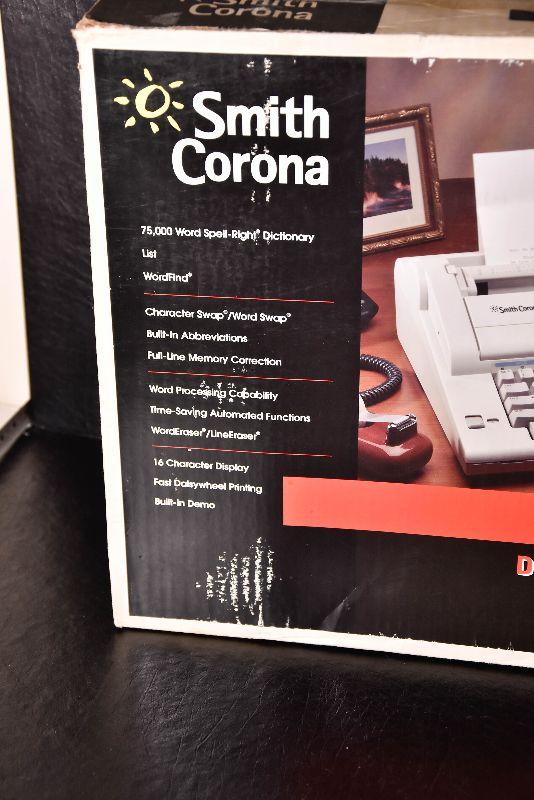 Smith
Corona
Smith
Corona
75,000 Word Spell-Right® Dictionary
List
WordFind®
Character Swap®/Word Swap®
Built-In Abbreviations
Full-Line Memory Correction
Word Processing Capability
Time-Saving Automated Functions
WordEraser®/LineEraser®
16 Character Display
Fast Daisywheel Printing
Built-In Demo
Smith Coron
D